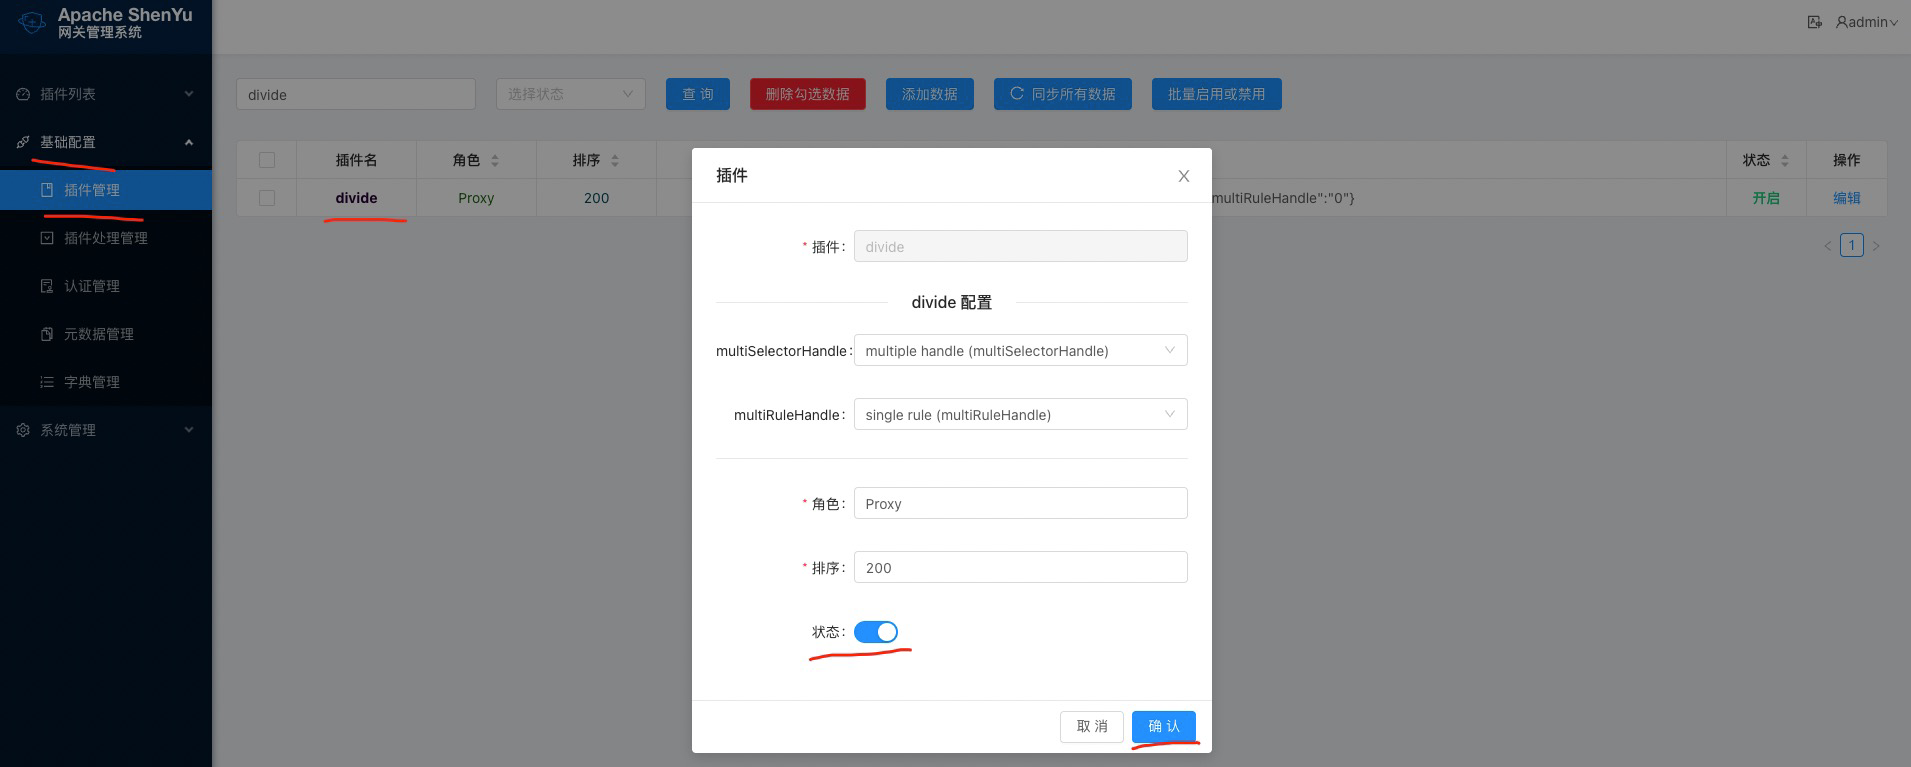 Apache ShenYu
网关管理系统
admin
插件列表
基础配置
插件管理
插件处理管理
认证管理
元数据管理
字典管理
系统管理
divide
选择状态
查 询
删除勾选数据
添加数据
同步所有数据
批量启用或禁用
插件名
角色
排序
状态
操作
divide
Proxy
200
multiRuleHandle":"0"}
开启
编辑
1
插件
* 插件:
divide
divide 配置
multiSelectorHandle:
multiple handle (multiSelectorHandle)
multiRuleHandle:
single rule (multiRuleHandle)
* 角色:
Proxy
* 排序:
200
状态:
取 消
确 认